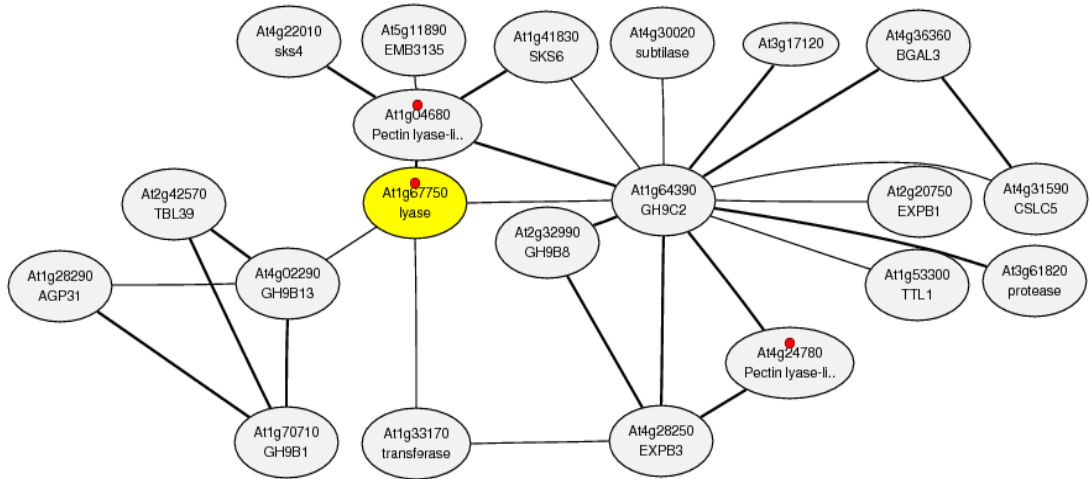 At4g22010
sks4
At5g11890
EMB3135
At1g41830
SKS6
At4g30020
subtilase
At3g17120
At4g36360
BGAL3
At1g04680
Pectin lyase-li..
At2g42570
TBL39
At1g67750
lyase
At1g64390
GH9C2
At2g20750
EXPB1
At4g31590
CSLC5
At2g32990
GH9B8
At1g28290
AGP31
At4g02290
GH9B13
At1g53300
TTL1
At3g61820
protease
At4g24780
Pectin lyase-li..
At1g70710
GH9B1
At1g33170
transferase
At4g28250
EXPB3